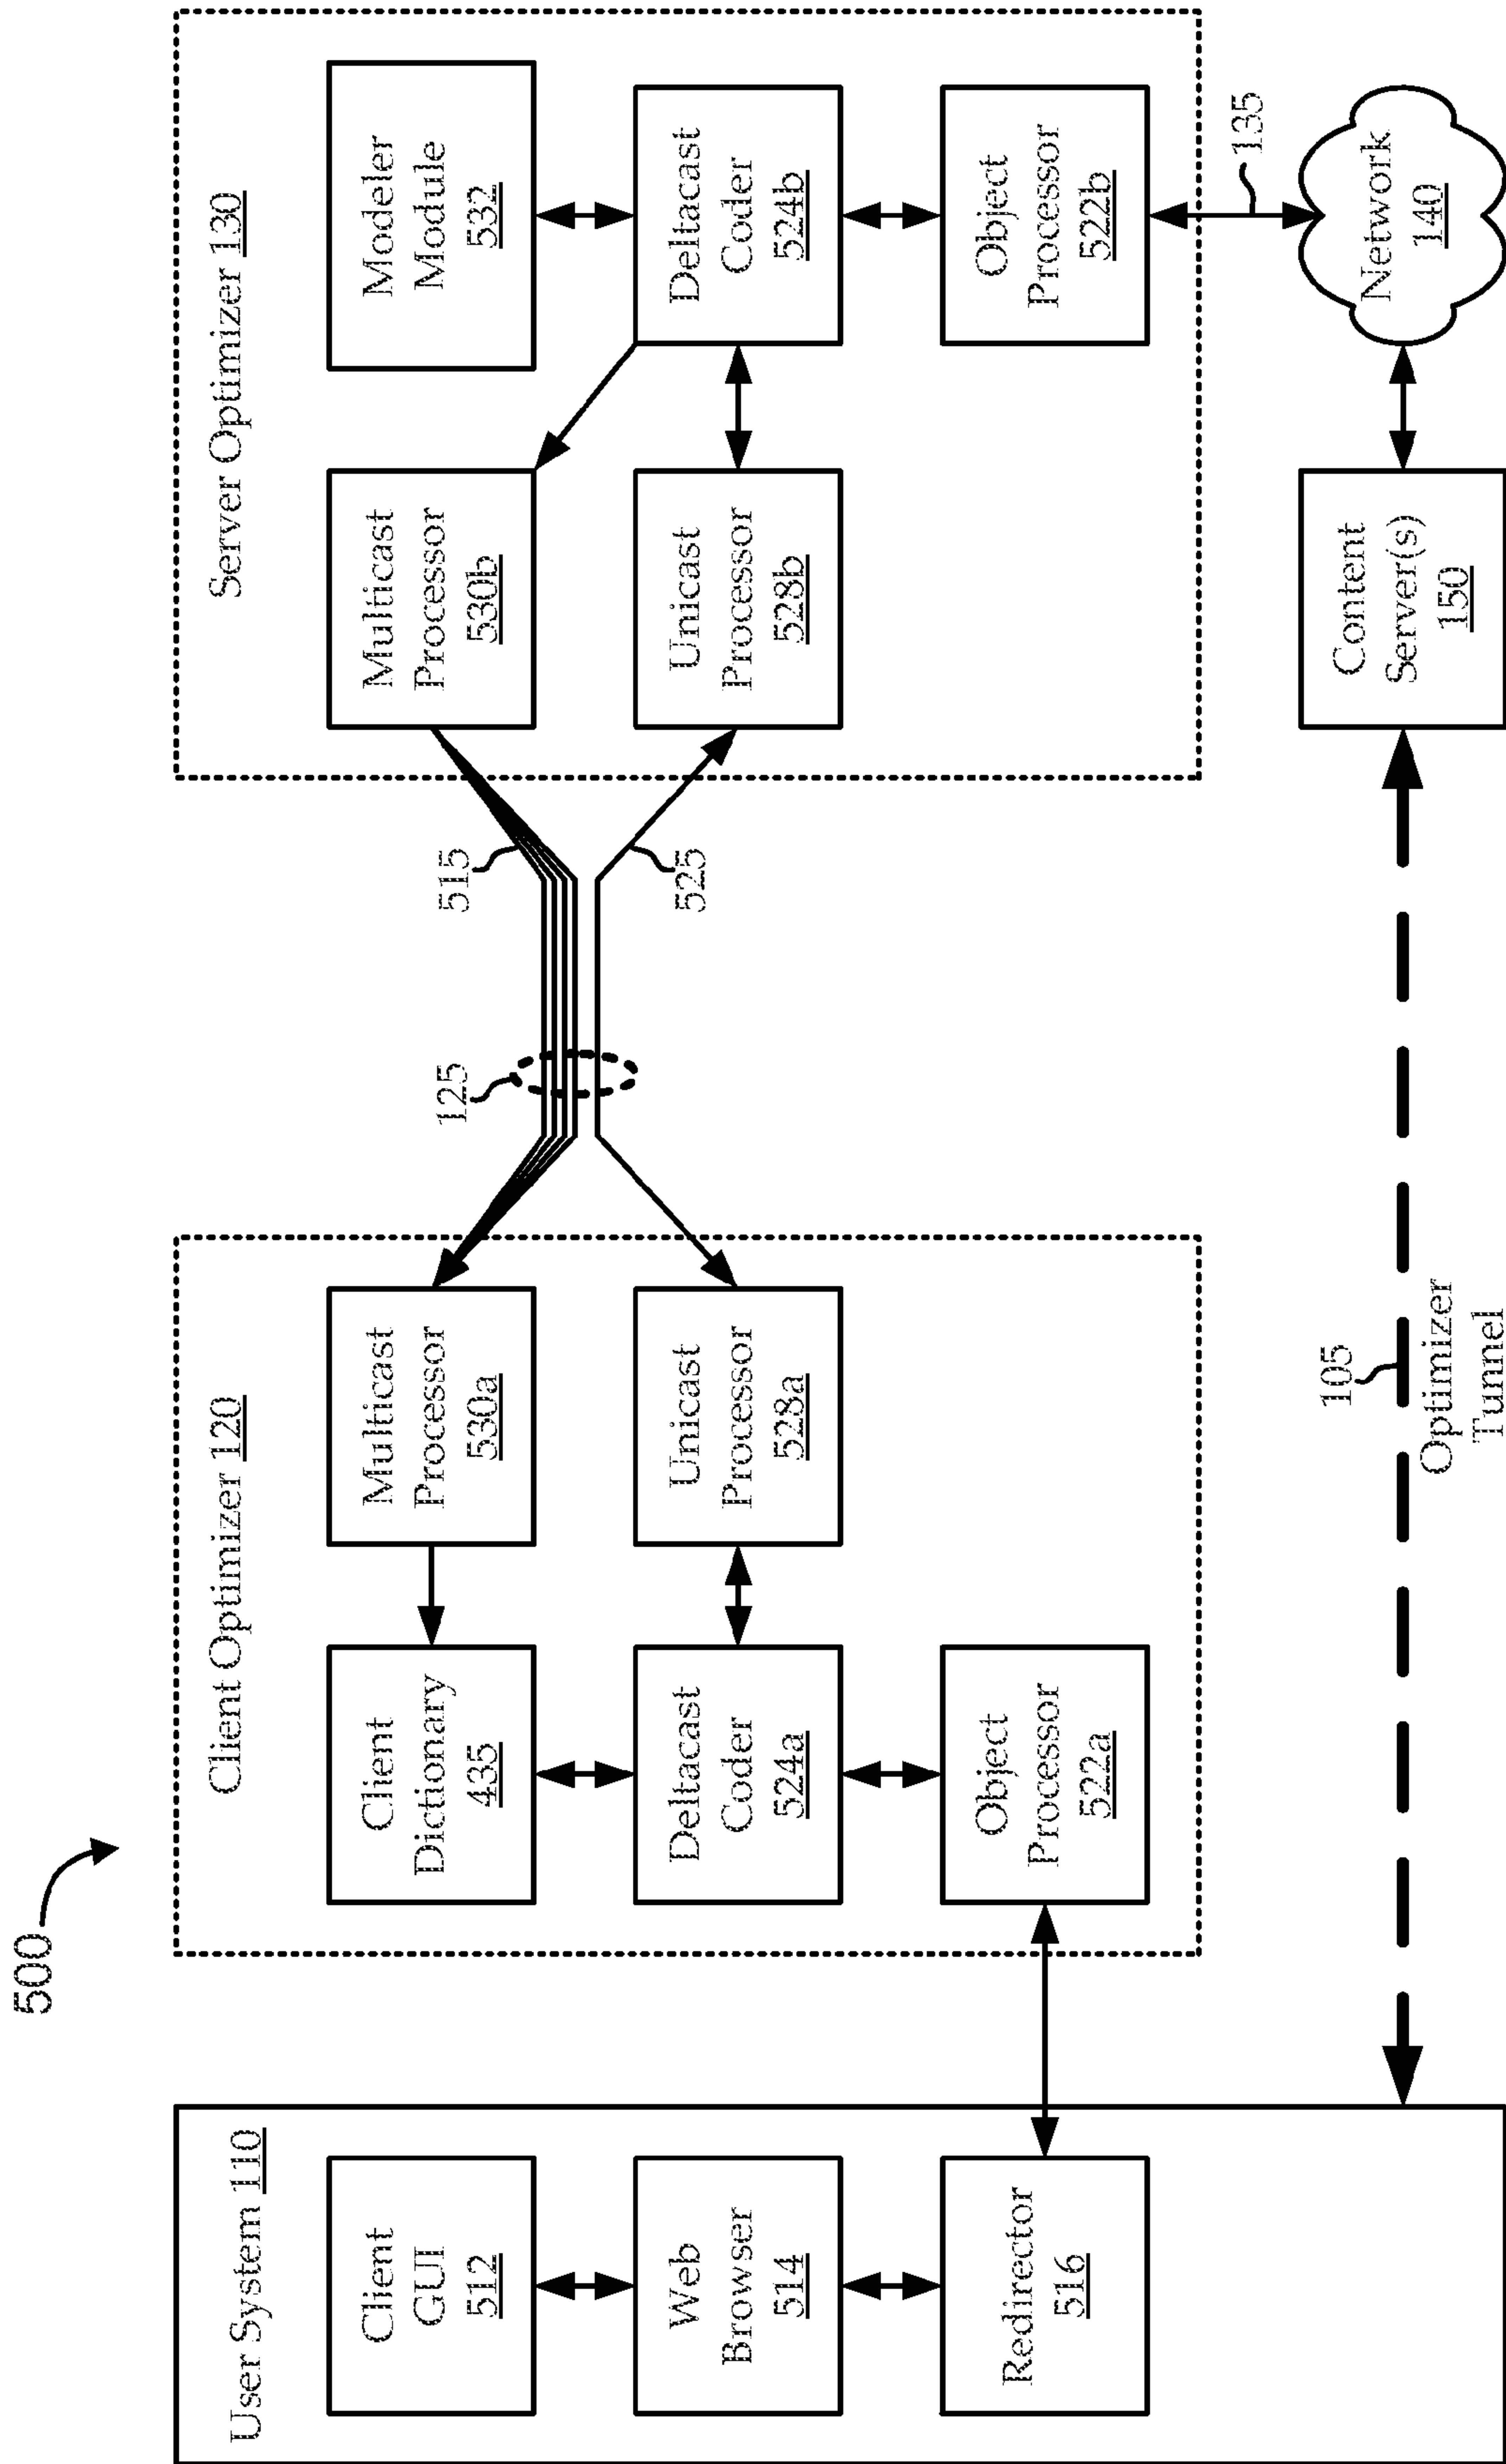 500
User System 110
Client
GUI
512
Web
Browser
514
Redirector
516
Client Optimizer 120
Client
Dictionary
435
Multicast
Processor
530a
Deltacast
Coder
524a
Unicast
Processor
528a
Object
Processor
522a
125
515
525
Server Optimizer 130
Multicast
Processor
530b
Modeler
Module
532
Unicast
Processor
528b
Deltacast
Coder
524b
Object
Processor
522b
135
105
Optimizer
Tunnel
Content
Server(s)
150
Network
140